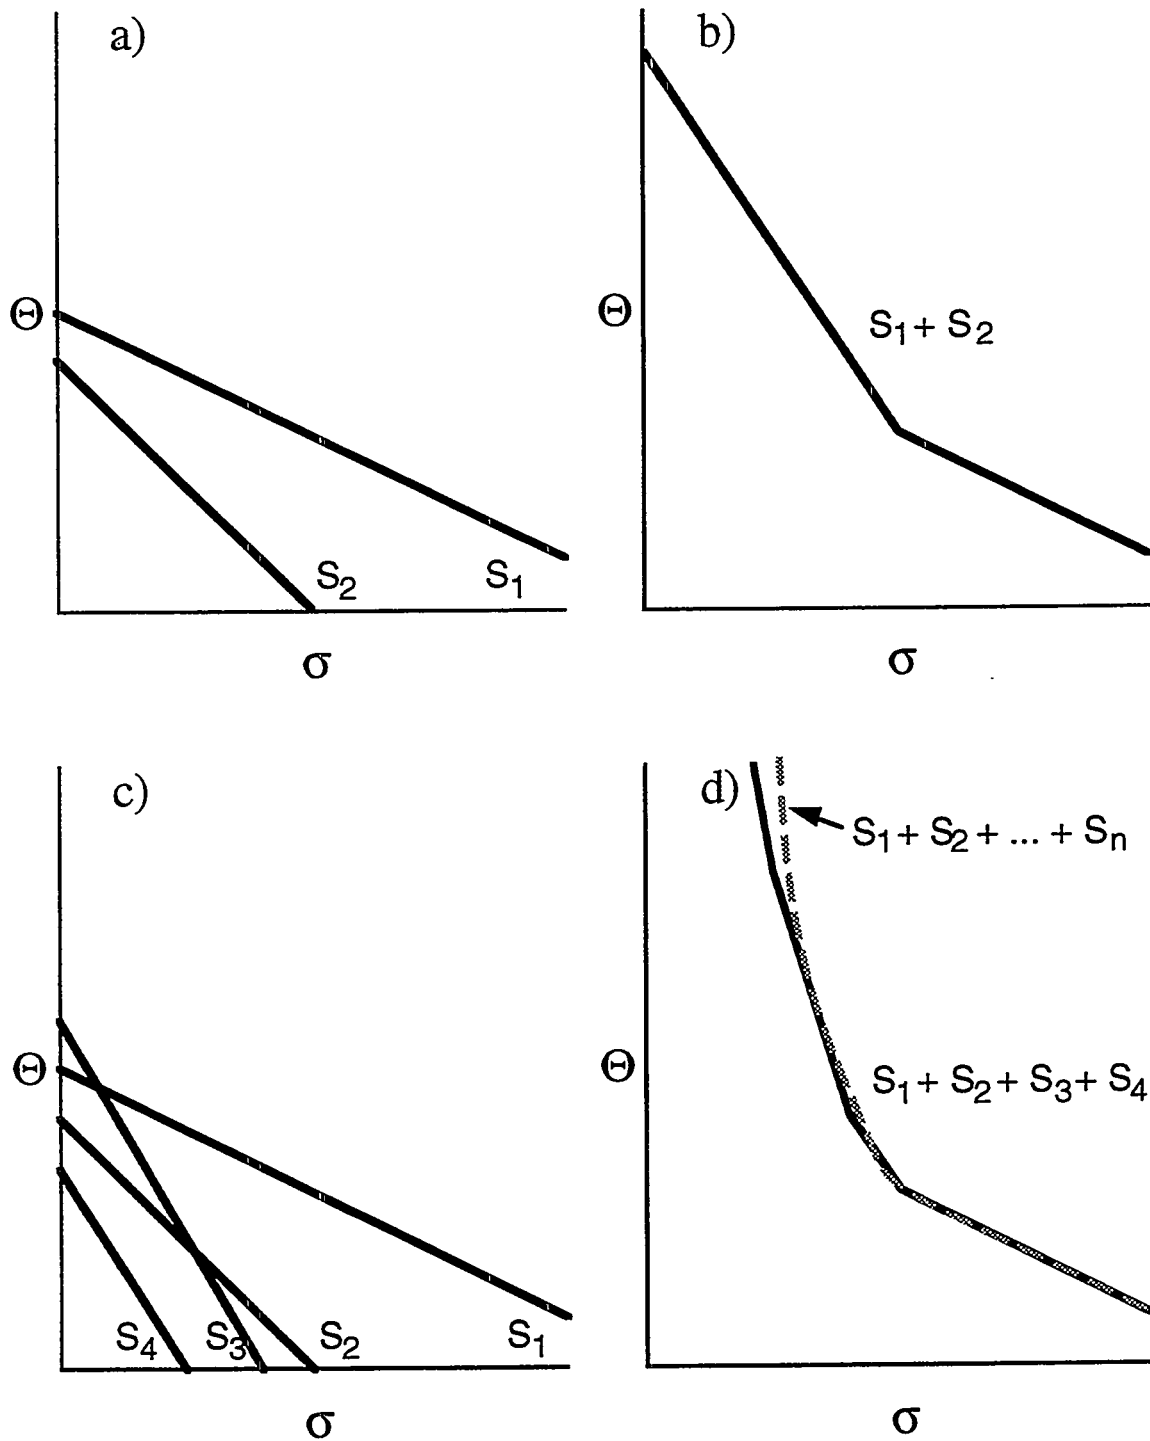 a)
Θ
S2
S1
σ
b)
Θ
S1 + S2
σ
c)
Θ
S4
S3
S2
S1
σ
d)
S1 + S2 + ... + Sn
Θ
S1 + S2 + S3 + S4
σ